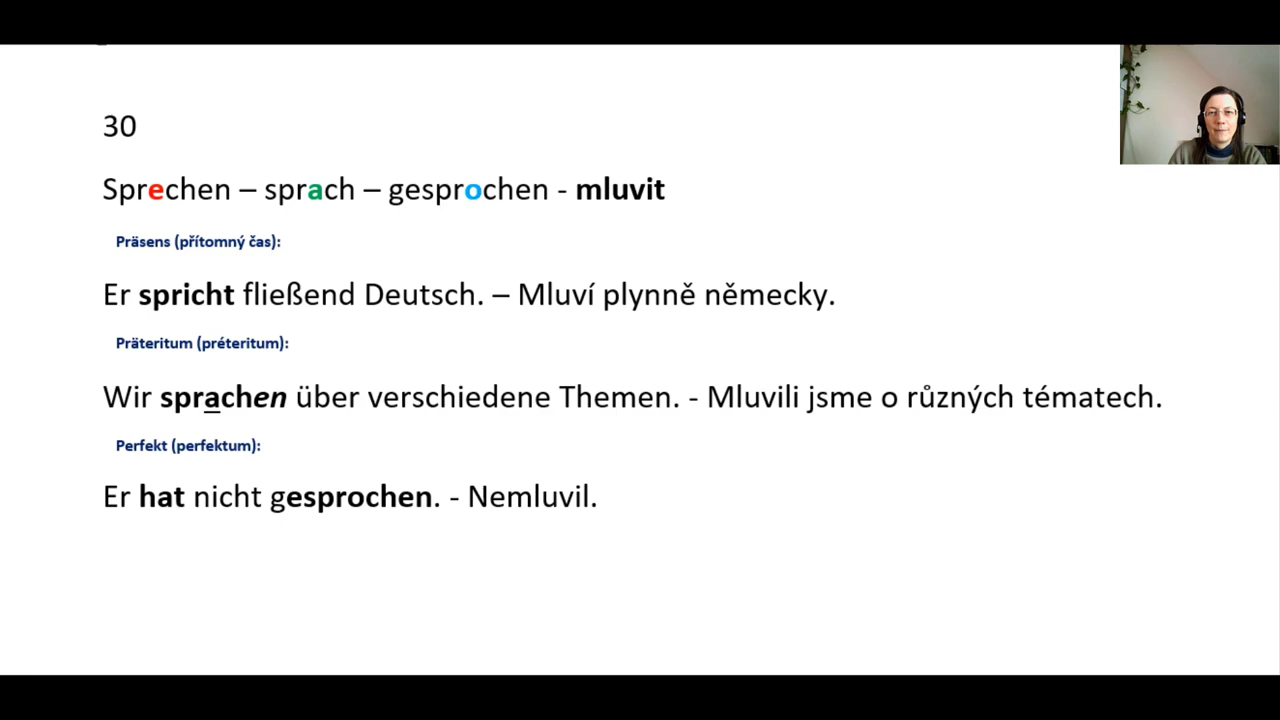 30
Sprechen – sprach – gesprochen - mluvit
Präsens (přítomný čas):
Er spricht fließend Deutsch. – Mluví plynně německy.
Präteritum (préteritum):
Wir sprachen über verschiedene Themen. - Mluvili jsme o různých tématech.
Perfekt (perfektum):
Er hat nicht gesprochen. - Nemluvil.